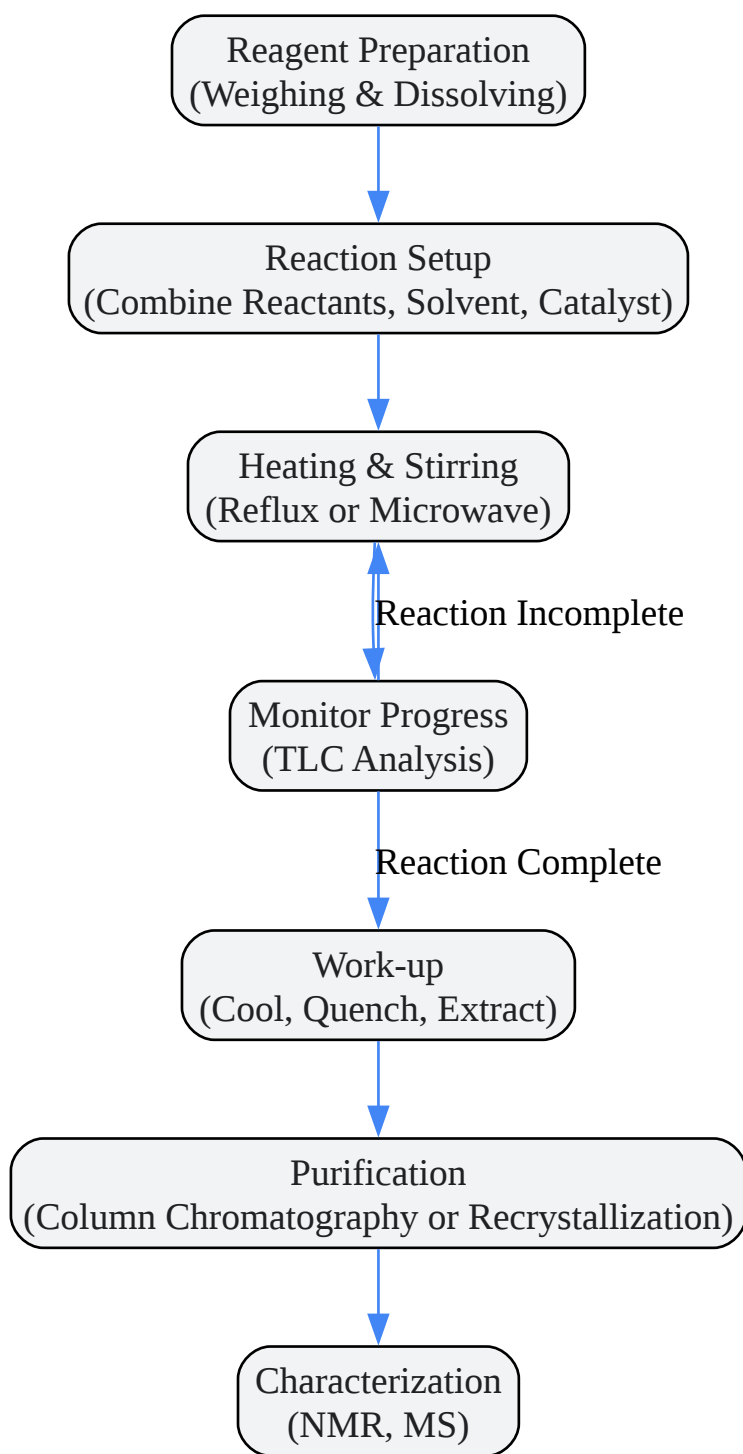 Reagent Preparation
(Weighing & Dissolving)
Reaction Setup
(Combine Reactants, Solvent, Catalyst)
Heating & Stirring
(Reflux or Microwave)
Reaction Incomplete
Monitor Progress
(TLC Analysis)
Reaction Complete
Work-up
(Cool, Quench, Extract)
Purification
(Column Chromatography or Recrystallization)
Characterization
(NMR, MS)